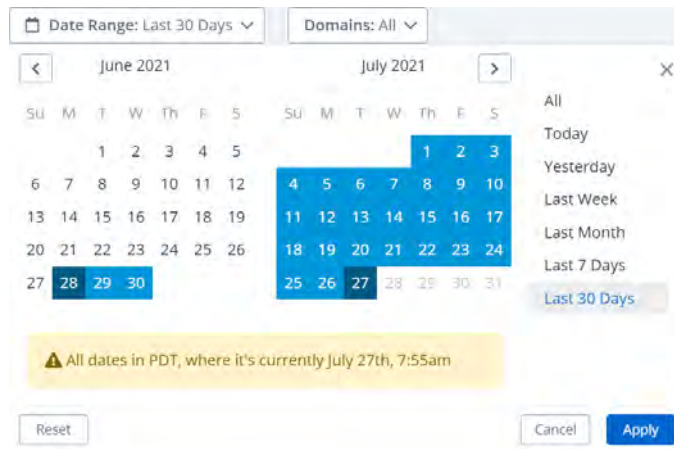 Date Range: Last 30 Days
Domains: All
June 2021
July 2021
Su M T W Th F S
Su M T W Th F S
1 2 3 4 5
1 2 3
6 7 8 9 10 11 12
4 5 6 7 8 9 10
13 14 15 16 17 18 19
11 12 13 14 15 16 17
20 21 22 23 24 25 26
18 19 20 21 22 23 24
27 28 29 30
25 26 27 28 29 30 31
All
Today
Yesterday
Last Week
Last Month
Last 7 Days
Last 30 Days
All dates in PDT, where it's currently July 27th, 7:55am
Reset
Cancel
Apply